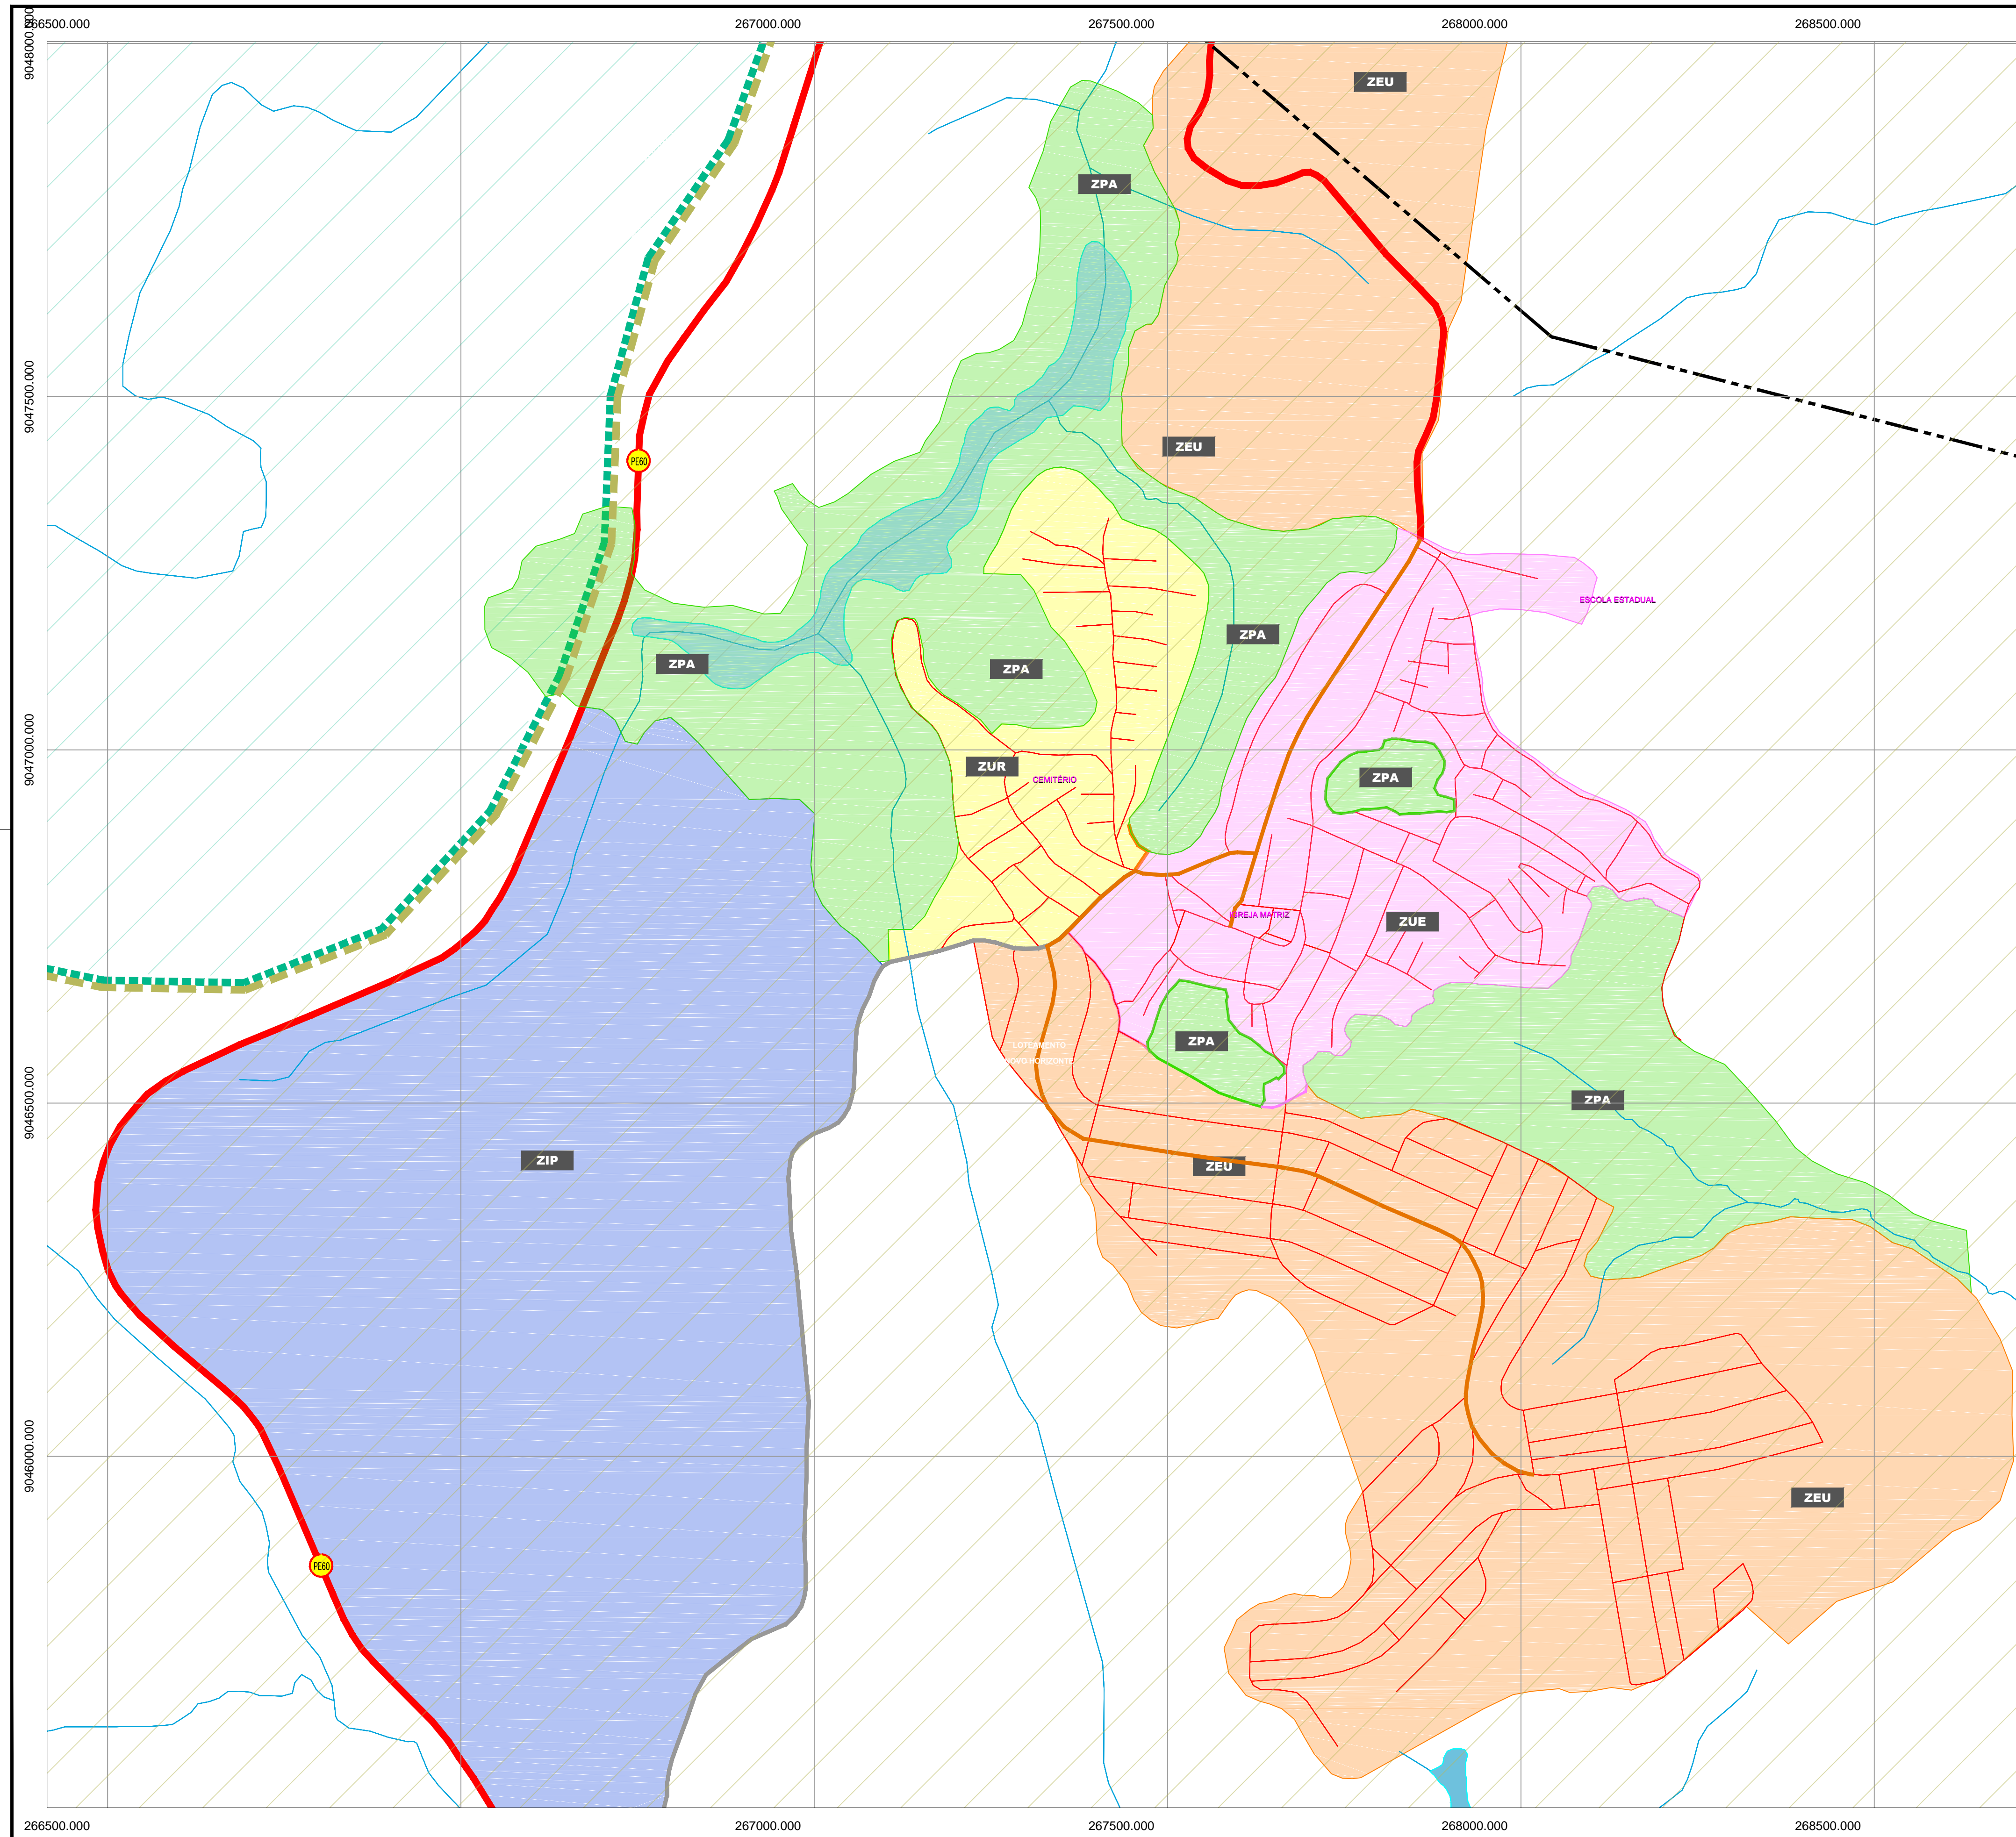 266500.000
267000.000
267500.000
268000.000
268500.000
9048000.000
ZEU
ZPA
9047500.000
ZEU
PE60
ESCOLA ESTADUAL
ZPA
ZPA
ZPA
9047000.000
ZUR
CEMITÉRIO
ZPA
IGREJA MATRIZ
ZUE
ZPA
LOTERMENTO
NOVO HORIZONTE
9046500.000
ZPA
ZIP
ZEU
9046000.000
ZEU
PE60
266500.000
267000.000
267500.000
268000.000
268500.000